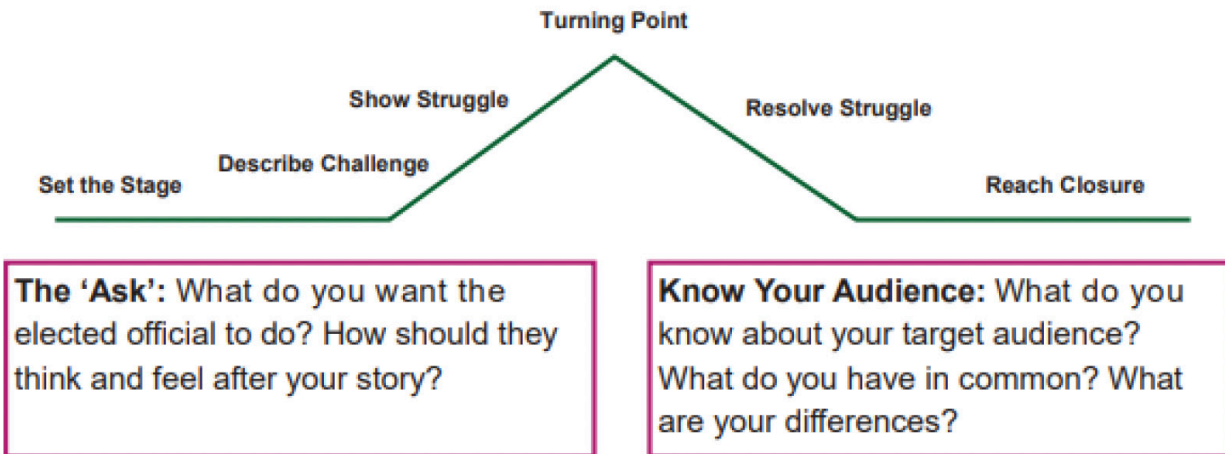 Turning Point
Show Struggle
Resolve Struggle
Describe Challenge
Set the Stage
Reach Closure
The ‘Ask’: What do you want the
elected official to do? How should they
think and feel after your story?
Know Your Audience: What do you
know about your target audience?
What do you have in common? What
are your differences?